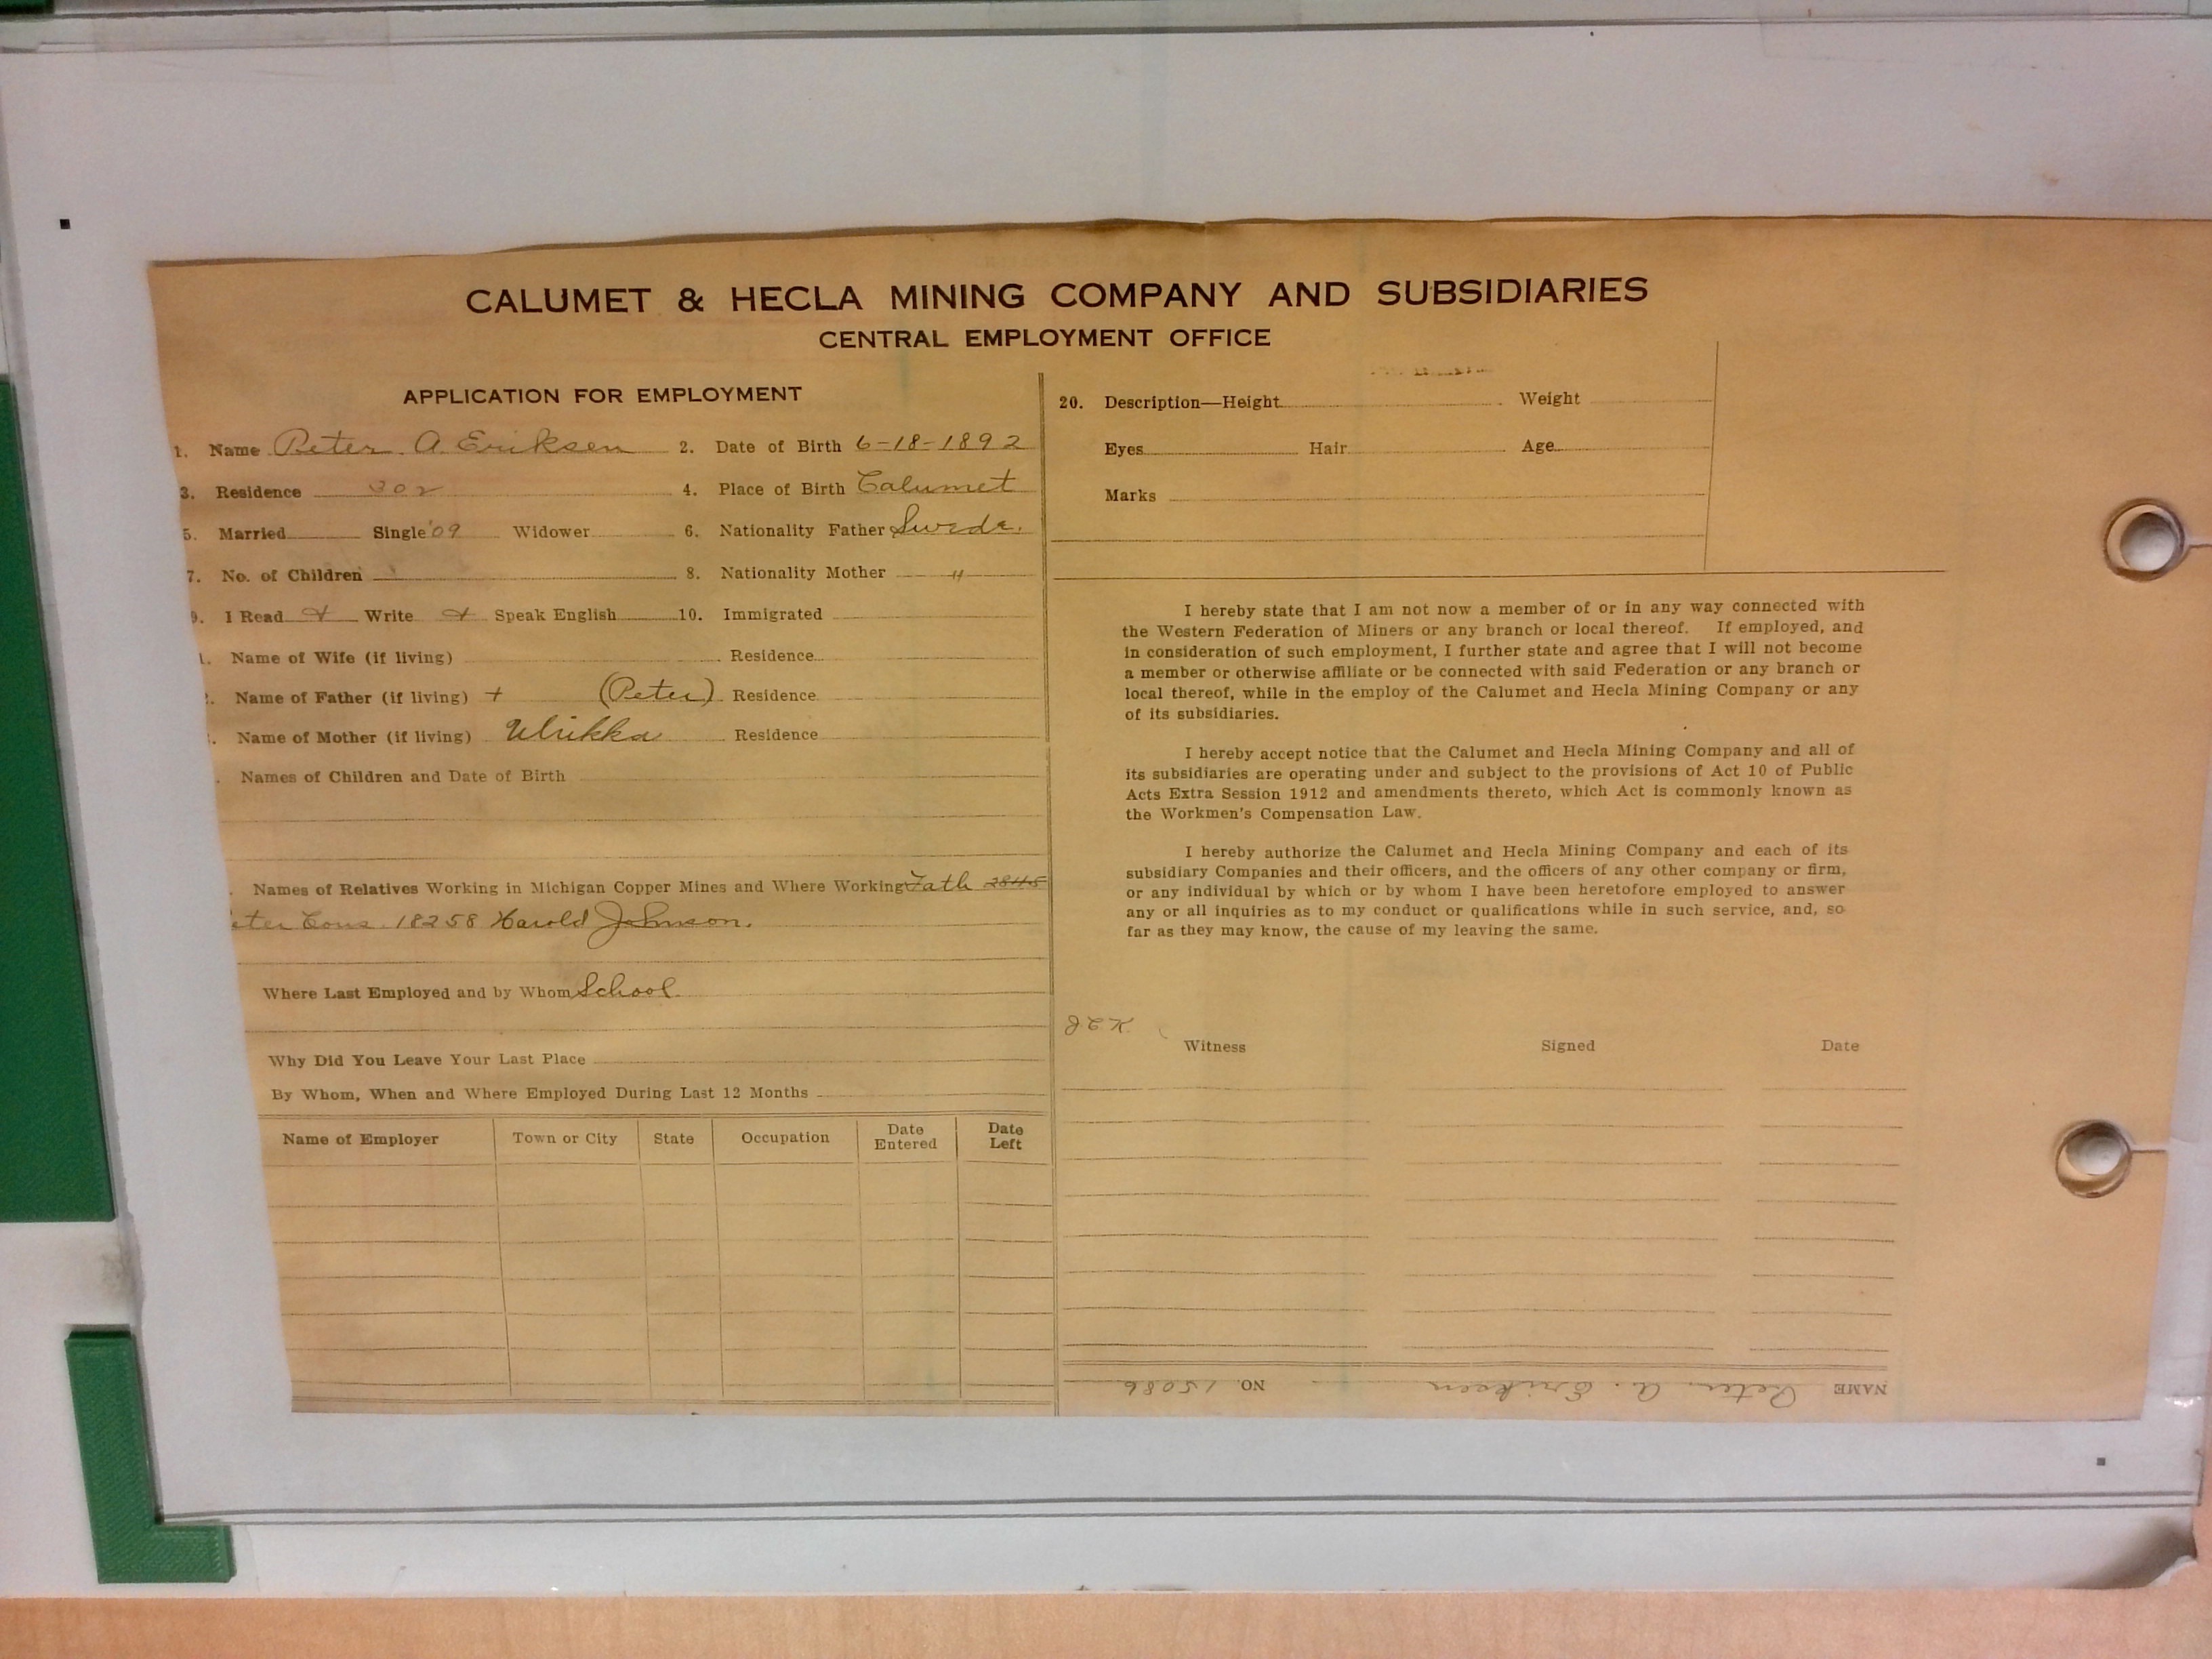 CALUMET & HECLA MINING COMPANY AND SUBSIDIARIES
CENTRAL EMPLOYMENT OFFICE
APPLICATION FOR EMPLOYMENT
1. Name Peter A. Eriksen 2. Date of Birth 6-18-1892
3. Residence 302 4. Place of Birth Calumet
5. Married Single '09 Widower 6. Nationality Father Swede.
7. No. of Children 8. Nationality Mother "
9. I Read + Write + Speak English 10. Immigrated
Name of Wife (if living) Residence
Name of Father (if living) + (Peter) Residence
Name of Mother (if living) Ulrikka Residence
Names of Children and Date of Birth
Names of Relatives Working in Michigan Copper Mines and Where Working Fath 2845
eter Cous. 18258 Harold Johnson.
Where Last Employed and by Whom School
Why Did You Leave Your Last Place
By Whom, When and Where Employed During Last 12 Months
Name of Employer Town or City State Occupation Date Entered Date Left
20. Description—Height Weight
Eyes Hair Age
Marks
I hereby state that I am not now a member of or in any way connected with
the Western Federation of Miners or any branch or local thereof. If employed, and
in consideration of such employment, I further state and agree that I will not become
a member or otherwise affiliate or be connected with said Federation or any branch or
local thereof, while in the employ of the Calumet and Hecla Mining Company or any
of its subsidiaries.
I hereby accept notice that the Calumet and Hecla Mining Company and all of
its subsidiaries are operating under and subject to the provisions of Act 10 of Public
Acts Extra Session 1912 and amendments thereto, which Act is commonly known as
the Workmen's Compensation Law.
I hereby authorize the Calumet and Hecla Mining Company and each of its
subsidiary Companies and their officers, and the officers of any other company or firm,
or any individual by which or by whom I have been heretofore employed to answer
any or all inquiries as to my conduct or qualifications while in such service, and, so
far as they may know, the cause of my leaving the same.
Witness Signed Date
NAME Peter A. Eriksen NO. 15086